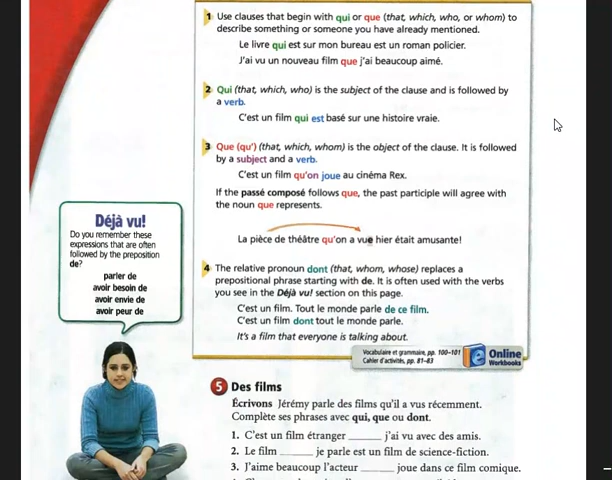 1 Use clauses that begin with qui or que (that, which, who, or whom) to
describe something or someone you have already mentioned.
Le livre qui est sur mon bureau est un roman policier.
J'ai vu un nouveau film que j'ai beaucoup aimé.
2 Qui (that, which, who) is the subject of the clause and is followed by
a verb.
C'est un film qui est basé sur une histoire vraie.
3 Que (qu') (that, which, whom) is the object of the clause. It is followed
by a subject and a verb.
C'est un film qu'on joue au cinéma Rex.
If the passé composé follows que, the past participle will agree with
the noun que represents.
La pièce de théâtre qu'on a vue hier était amusante!
4 The relative pronoun dont (that, whom, whose) replaces a
prepositional phrase starting with de. It is often used with the verbs
you see in the Déjà vu! section on this page.
C'est un film. Tout le monde parle de ce film.
C'est un film dont tout le monde parle.
It's a film that everyone is talking about.
Vocabulaire et grammaire, pp. 100–101
Cahier d'activités, pp. 81–83
e Online
Workbooks
Déjà vu!
Do you remember these
expressions that are often
followed by the preposition
de?
parler de
avoir besoin de
avoir envie de
avoir peur de
5 Des films
Écrivons Jérémy parle des films qu'il a vus récemment.
Complète ses phrases avec qui, que ou dont.
1. C'est un film étranger ______ j'ai vu avec des amis.
2. Le film ______ je parle est un film de science-fiction.
3. J'aime beaucoup l'acteur ______ joue dans ce film comique.